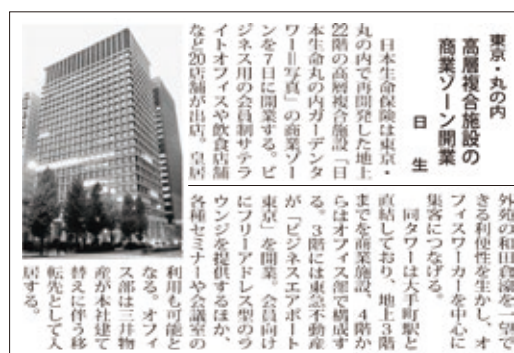 東京・丸の内
高層複合施設の
商業ゾーン開業
日生
日本生命保険は東京・
丸の内で再開発した地上
22階の高層複合施設「日
本生命丸の内ガーデンタ
ワー＝写真」の商業ゾー
ンを7日に開業する。ビ
ジネス用の会員制サテラ
イトオフィスや飲食店舗
など20店舗が出店。皇居
外苑の和田倉濠を一望で
きる利便性を生かし、オ
フィスワーカーを中心に
集客につなげる。
同タワーは大手町駅と
直結しており、地上3階
までを商業施設、4階か
らはオフィス部で構成す
る。3階には東急不動産
が「ビジネスエアポート
東京」を開業。会員向け
にフリーアドレス型のラ
ウンジを提供するほか、
各種セミナーや会議室の
利用も可能と
なる。オフィ
ス部は三井物
産が本社建て
替えに伴う移
転先として入
居する。